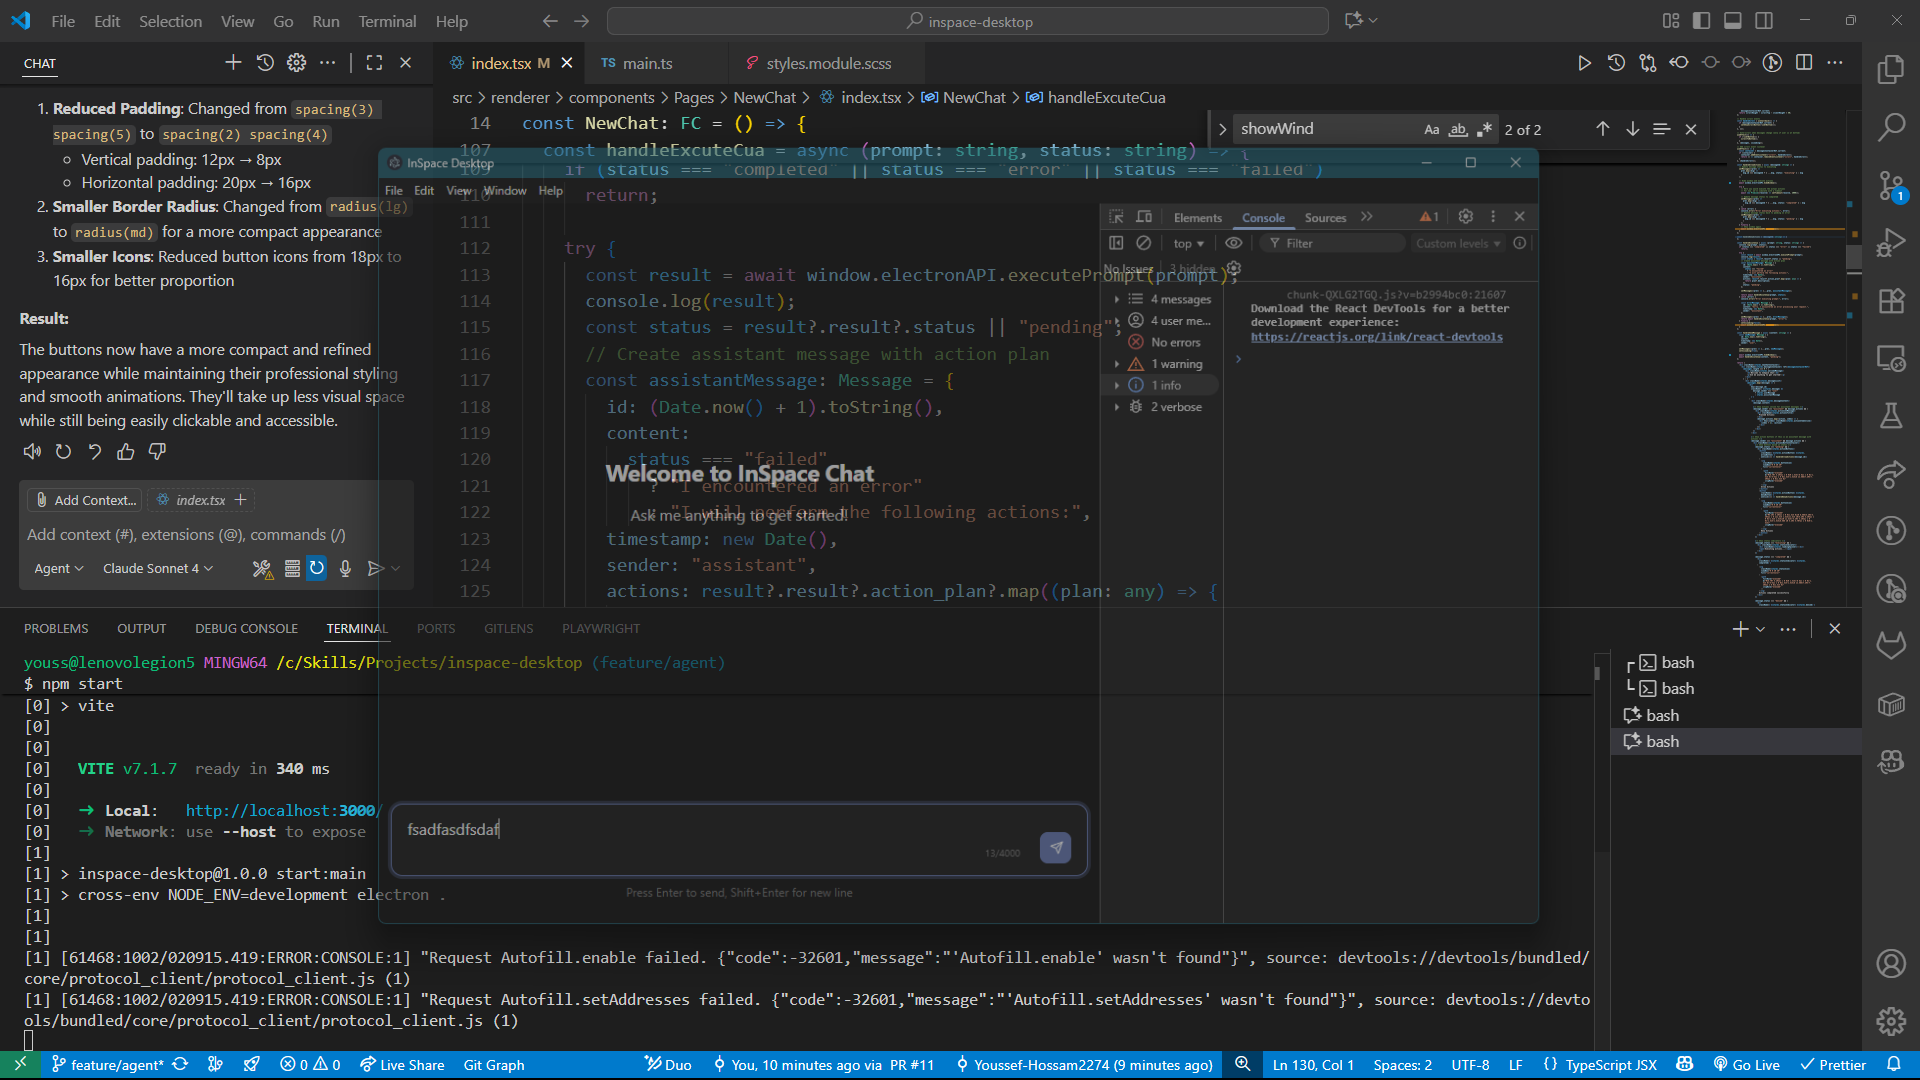 File Edit Selection View Go Run Terminal Help
inspace-desktop
CHAT
1. Reduced Padding: Changed from spacing(3)
spacing(5) to spacing(2) spacing(4)
Vertical padding: 12px → 8px
Horizontal padding: 20px → 16px
2. Smaller Border Radius: Changed from radius(lg)
to radius(md) for a more compact appearance
3. Smaller Icons: Reduced button icons from 18px to
16px for better proportion
Result:
The buttons now have a more compact and refined
appearance while maintaining their professional styling
and smooth animations. They'll take up less visual space
while still being easily clickable and accessible.
Add Context... index.tsx
Add context (#), extensions (@), commands (/)
Agent Claude Sonnet 4
index.tsx M
TS main.ts
styles.module.scss
src > renderer > components > Pages > NewChat > index.tsx > NewChat > handleExcuteCua
showWind Aa ab 2 of 2
14 const NewChat: FC = () => {
107 const handleExcuteCua = async (prompt: string, status: string) => {
109 if (status === "completed" || status === "error" || status === "failed")
110 return;
111
112 try {
113 const result = await window.electronAPI.executePrompt(prompt);
114 console.log(result);
115 const status = result?.result?.status || "pending";
116 // Create assistant message with action plan
117 const assistantMessage: Message = {
118 id: (Date.now() + 1).toString(),
119 content:
120 status === "failed"
121 ? "I encountered an error"
122 : "I will perform the following actions:",
123 timestamp: new Date(),
124 sender: "assistant",
125 actions: result?.result?.action_plan?.map((plan: any) => {
InSpace Desktop
File Edit View Window Help
Elements Console Sources 1
top Filter Custom levels
No Issues 3 hidden
4 messages
4 user me...
No errors
1 warning
1 info
2 verbose
chunk-QXLG2TGQ.js?v=b2994bc0:21607
Download the React DevTools for a better
development experience:
https://reactjs.org/link/react-devtools
Welcome to InSpace Chat
Ask me anything to get started!
fsadfasdfsdaf
13/4000
Press Enter to send, Shift+Enter for new line
PROBLEMS OUTPUT DEBUG CONSOLE TERMINAL PORTS GITLENS PLAYWRIGHT
youss@lenovolegion5 MINGW64 /c/Skills/Projects/inspace-desktop (feature/agent)
$ npm start
[0] > vite
[0]
[0]
[0] VITE v7.1.7 ready in 340 ms
[0]
[0] → Local: http://localhost:3000/
[0] → Network: use --host to expose
[1]
[1] > inspace-desktop@1.0.0 start:main
[1] > cross-env NODE_ENV=development electron .
[1]
[1]
[1] [61468:1002/020915.419:ERROR:CONSOLE:1] "Request Autofill.enable failed. {"code":-32601,"message":"'Autofill.enable' wasn't found"}", source: devtools://devtools/bundled/
core/protocol_client/protocol_client.js (1)
[1] [61468:1002/020915.419:ERROR:CONSOLE:1] "Request Autofill.setAddresses failed. {"code":-32601,"message":"'Autofill.setAddresses' wasn't found"}", source: devtools://devto
ols/bundled/core/protocol_client/protocol_client.js (1)
bash
bash
bash
bash
1
feature/agent* 0 0 Live Share Git Graph Duo You, 10 minutes ago via PR #11 Youssef-Hossam2274 (9 minutes ago) Ln 130, Col 1 Spaces: 2 UTF-8 LF {} TypeScript JSX Go Live Prettier